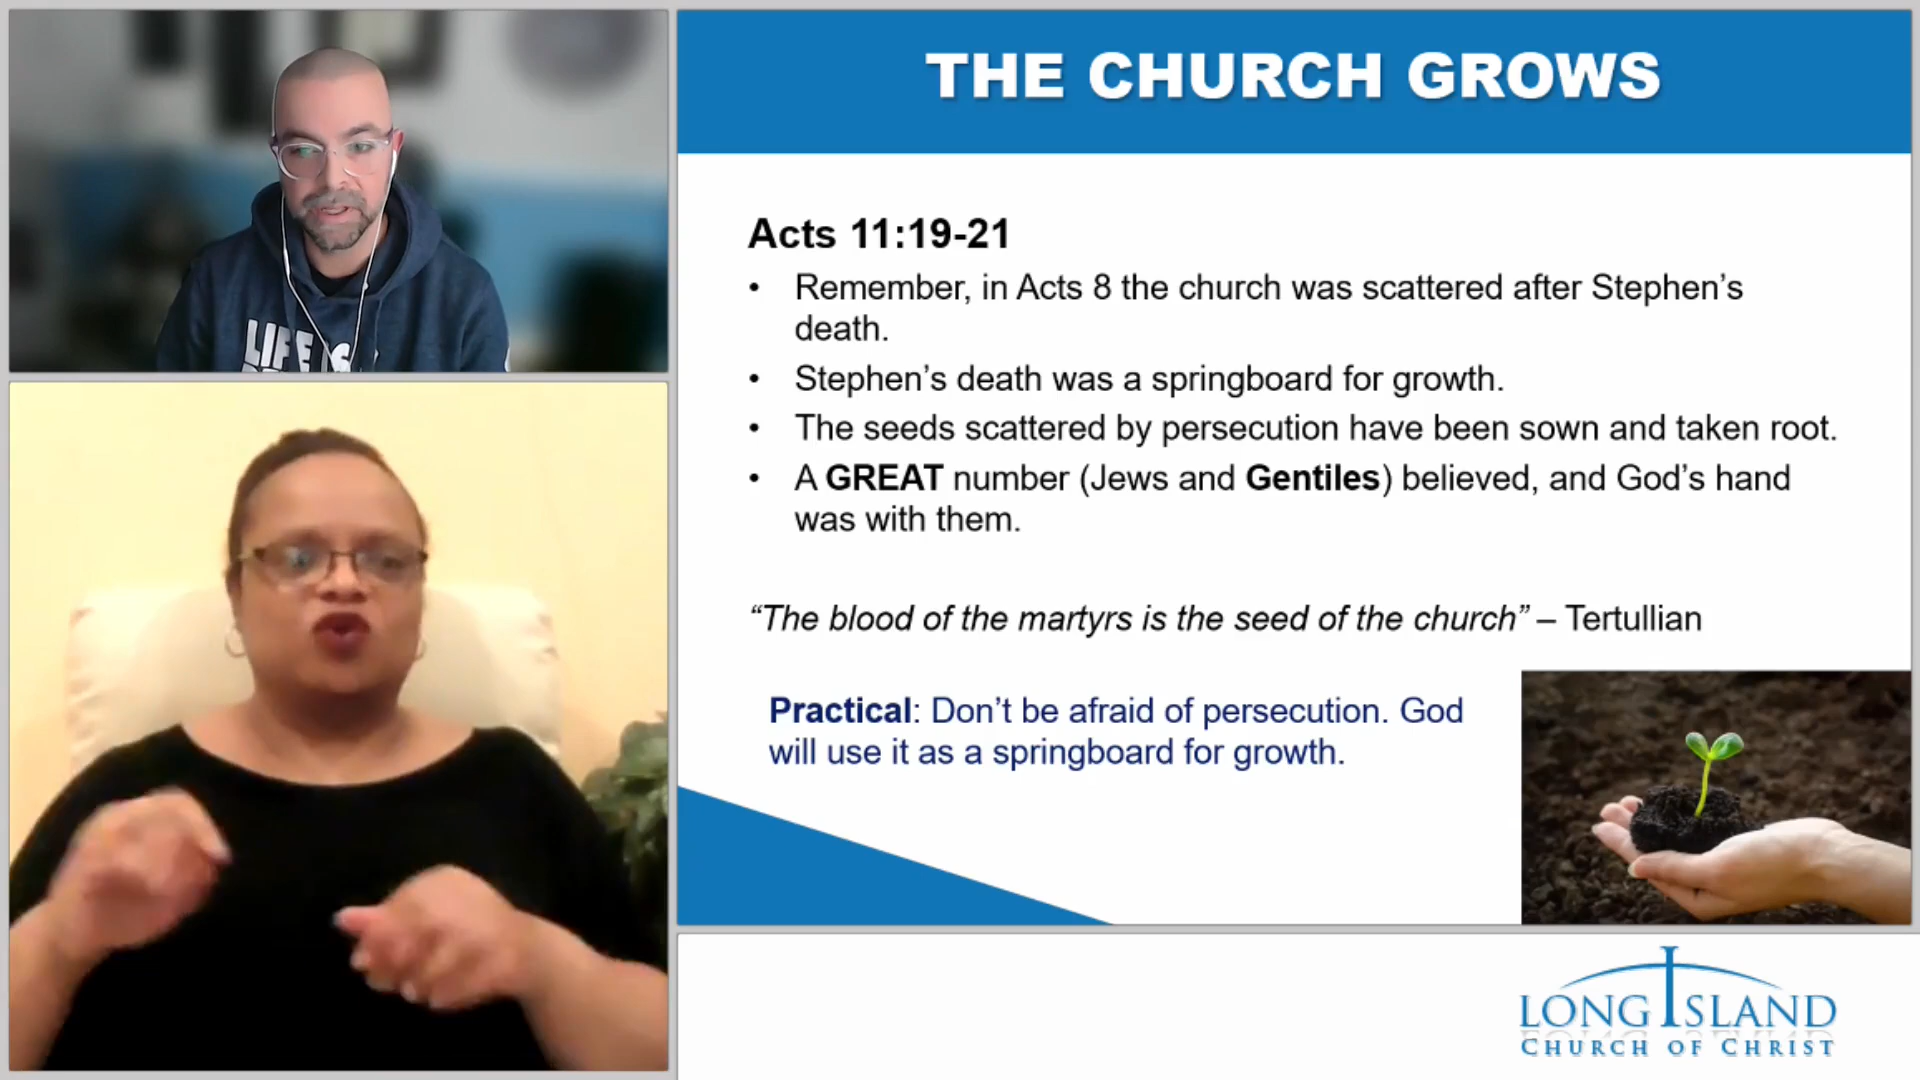 THE CHURCH GROWS
Acts 11:19-21
• Remember, in Acts 8 the church was scattered after Stephen’s
death.
• Stephen’s death was a springboard for growth.
• The seeds scattered by persecution have been sown and taken root.
• A GREAT number (Jews and Gentiles) believed, and God’s hand
was with them.
“The blood of the martyrs is the seed of the church” – Tertullian
Practical: Don’t be afraid of persecution. God
will use it as a springboard for growth.
LIFE IS
LONG ISLAND
CHURCH OF CHRIST